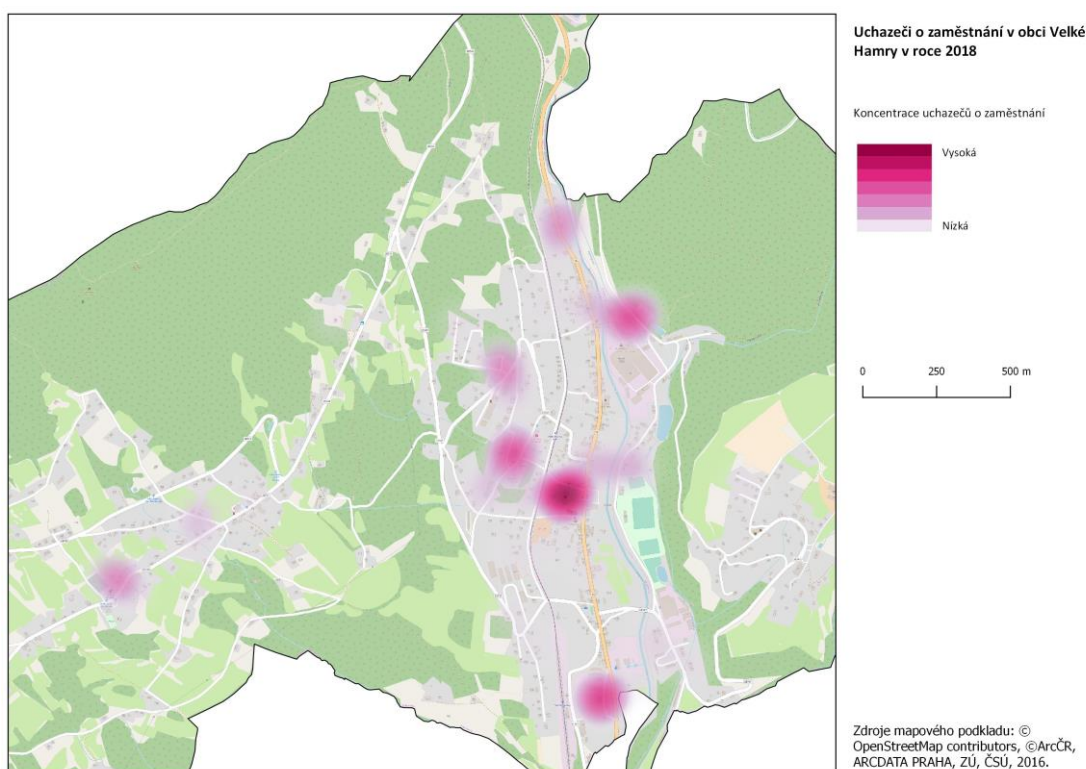 Uchazeči o zaměstnání v obci Velké
Hamry v roce 2018
Koncentrace uchazečů o zaměstnání
Vysoká
Nízká
0 250 500 m
Zdroje mapového podkladu: ©
OpenStreetMap contributors, ©ArcČR,
ARCDATA PRAHA, ZÚ, ČSÚ, 2016.